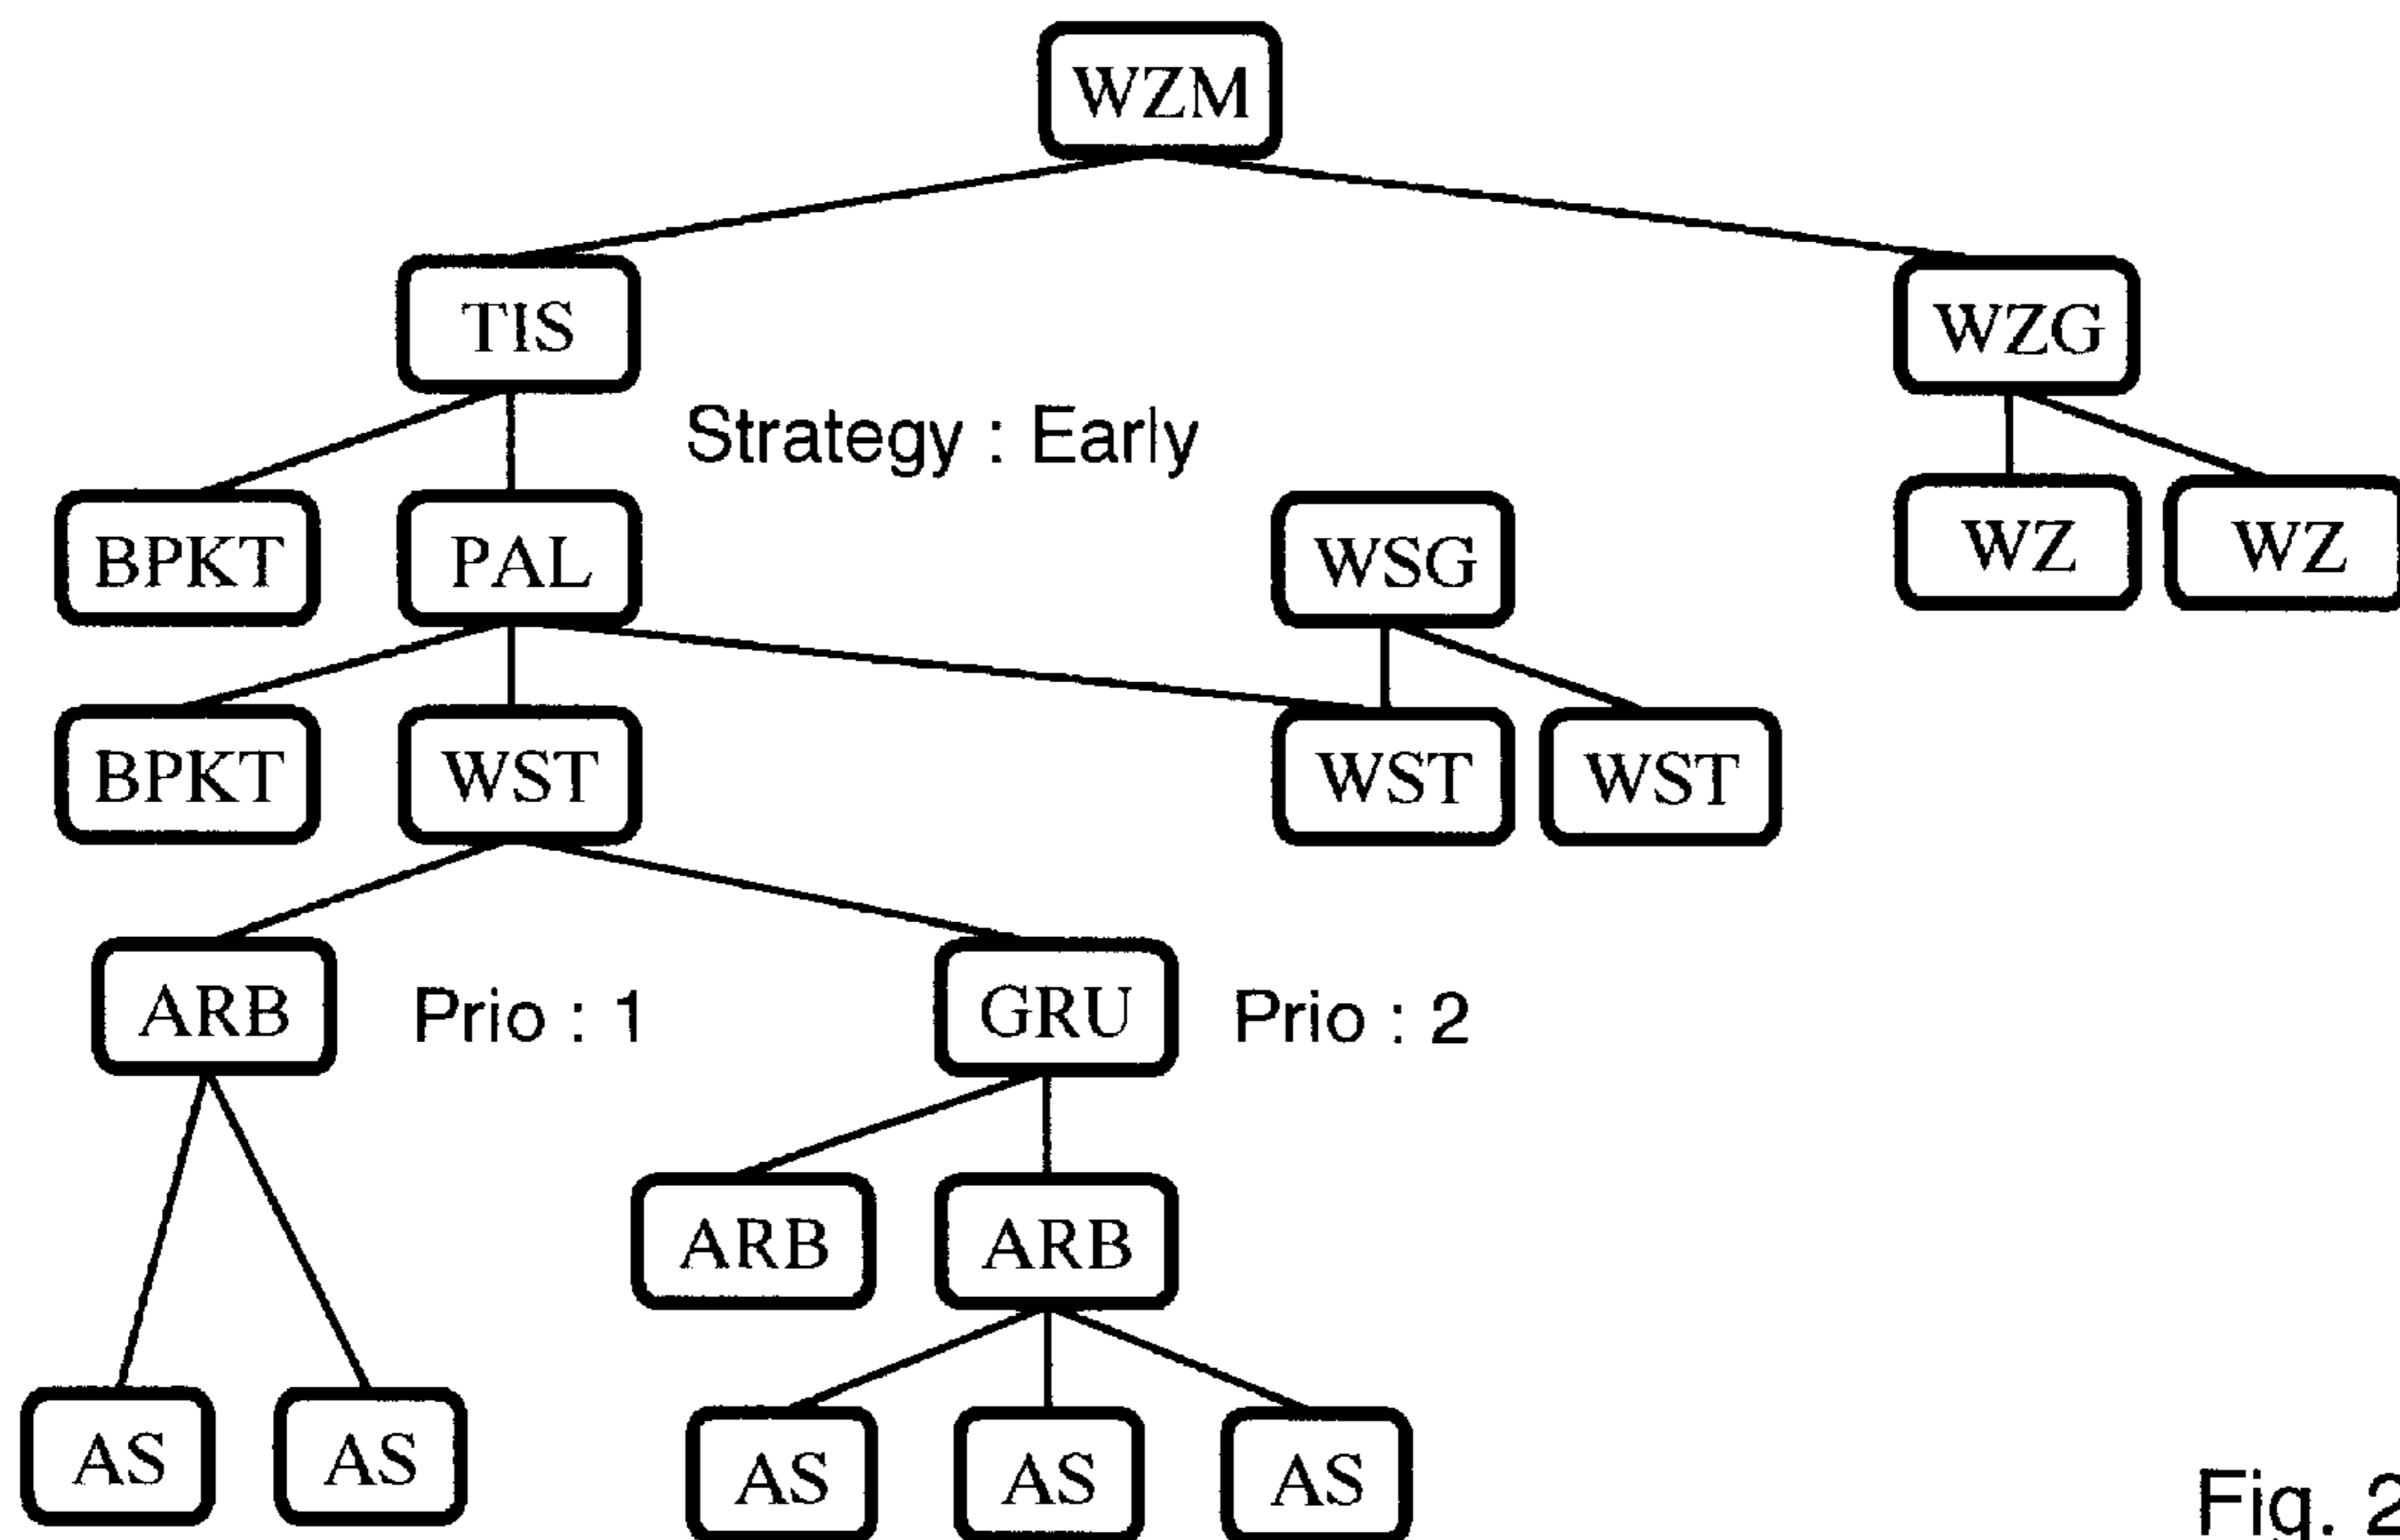 WZM
TIS
WZG
Strategy : Early
BPKT
PAL
WSG
WZ
WZ
BPKT
WST
WST
WST
ARB
Prio : 1
GRU
Prio : 2
ARB
ARB
AS
AS
AS
AS
AS
Fig. 2